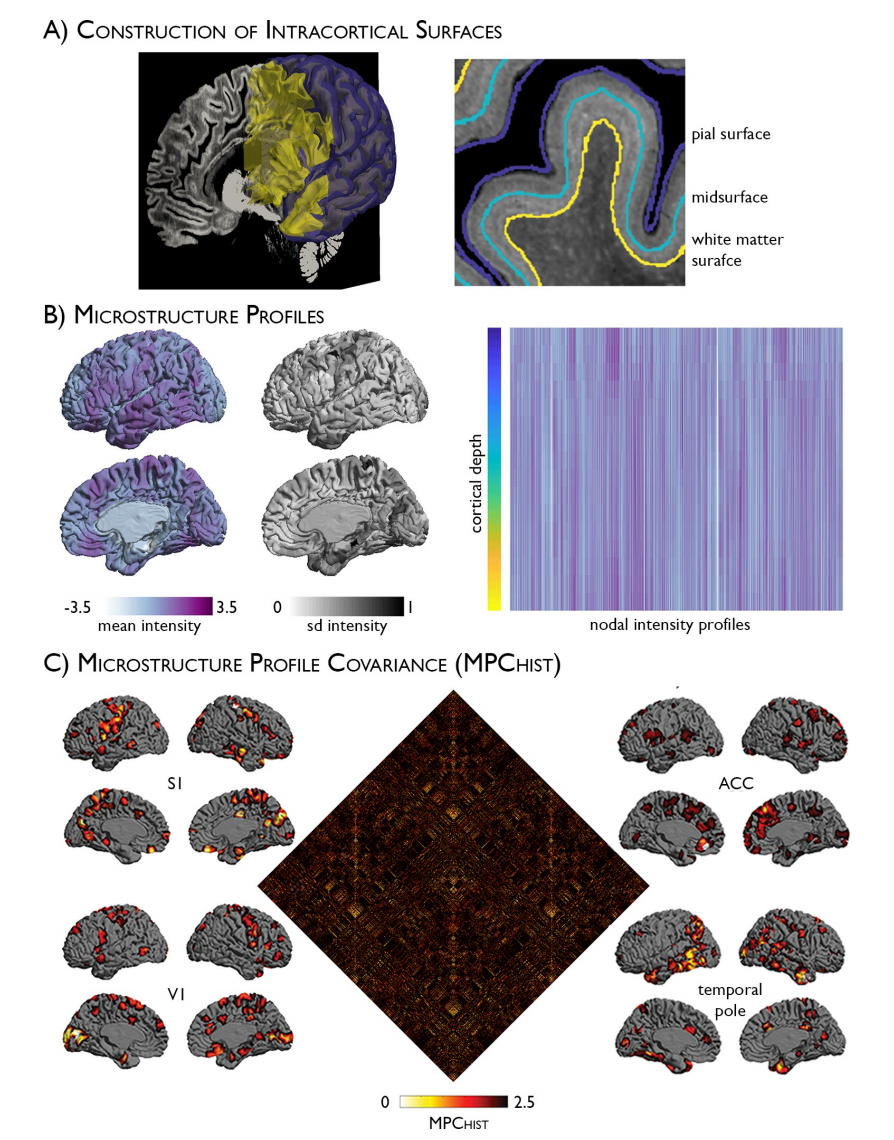 A) Construction of Intracortical Surfaces
pial surface
midsurface
white matter
surafce
B) Microstructure Profiles
cortical depth
-3.5 3.5
mean intensity
0 1
sd intensity
nodal intensity profiles
C) Microstructure Profile Covariance (MPCHIST)
S1
ACC
V1
temporal
pole
0 2.5
MPCHIST